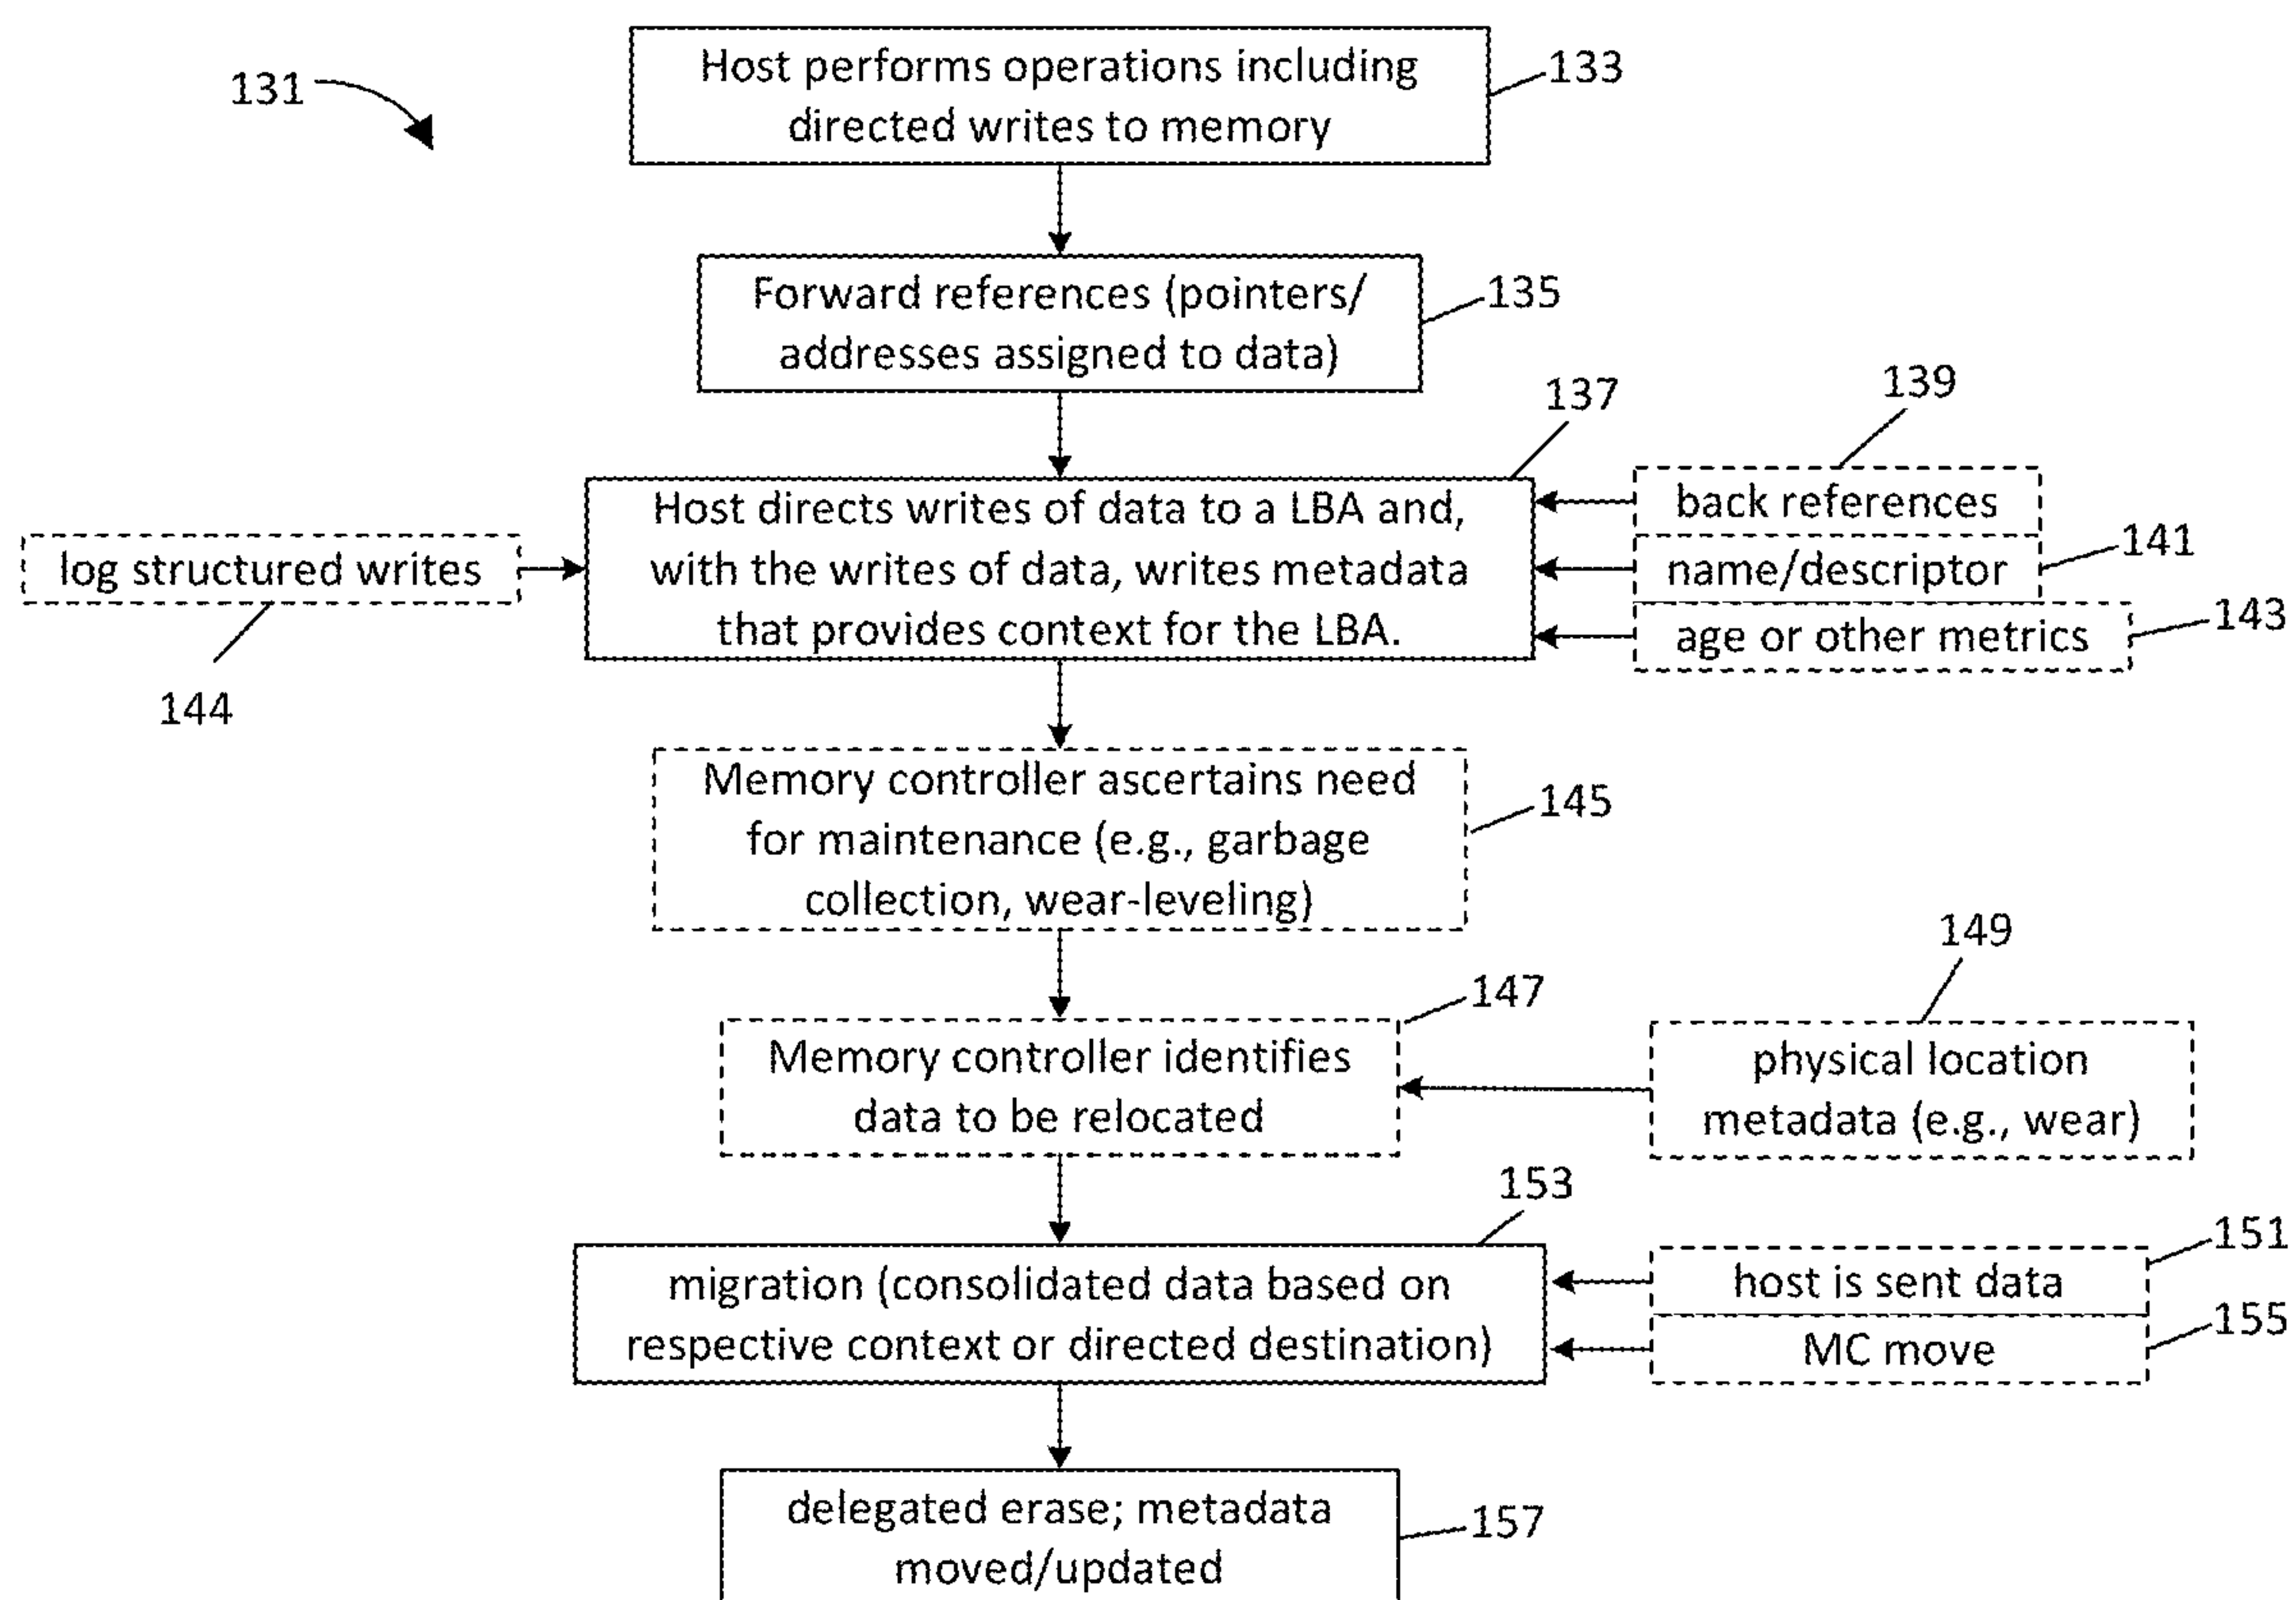 131
Host performs operations including
directed writes to memory
133
Forward references (pointers/
addresses assigned to data)
135
137
139
Host directs writes of data to a LBA and,
with the writes of data, writes metadata
that provides context for the LBA.
back references
name/descriptor
141
age or other metrics
143
log structured writes
144
Memory controller ascertains need
for maintenance (e.g., garbage
collection, wear-leveling)
145
147
149
Memory controller identifies
data to be relocated
physical location
metadata (e.g., wear)
153
migration (consolidated data based on
respective context or directed destination)
151
host is sent data
155
MC move
delegated erase; metadata
moved/updated
157